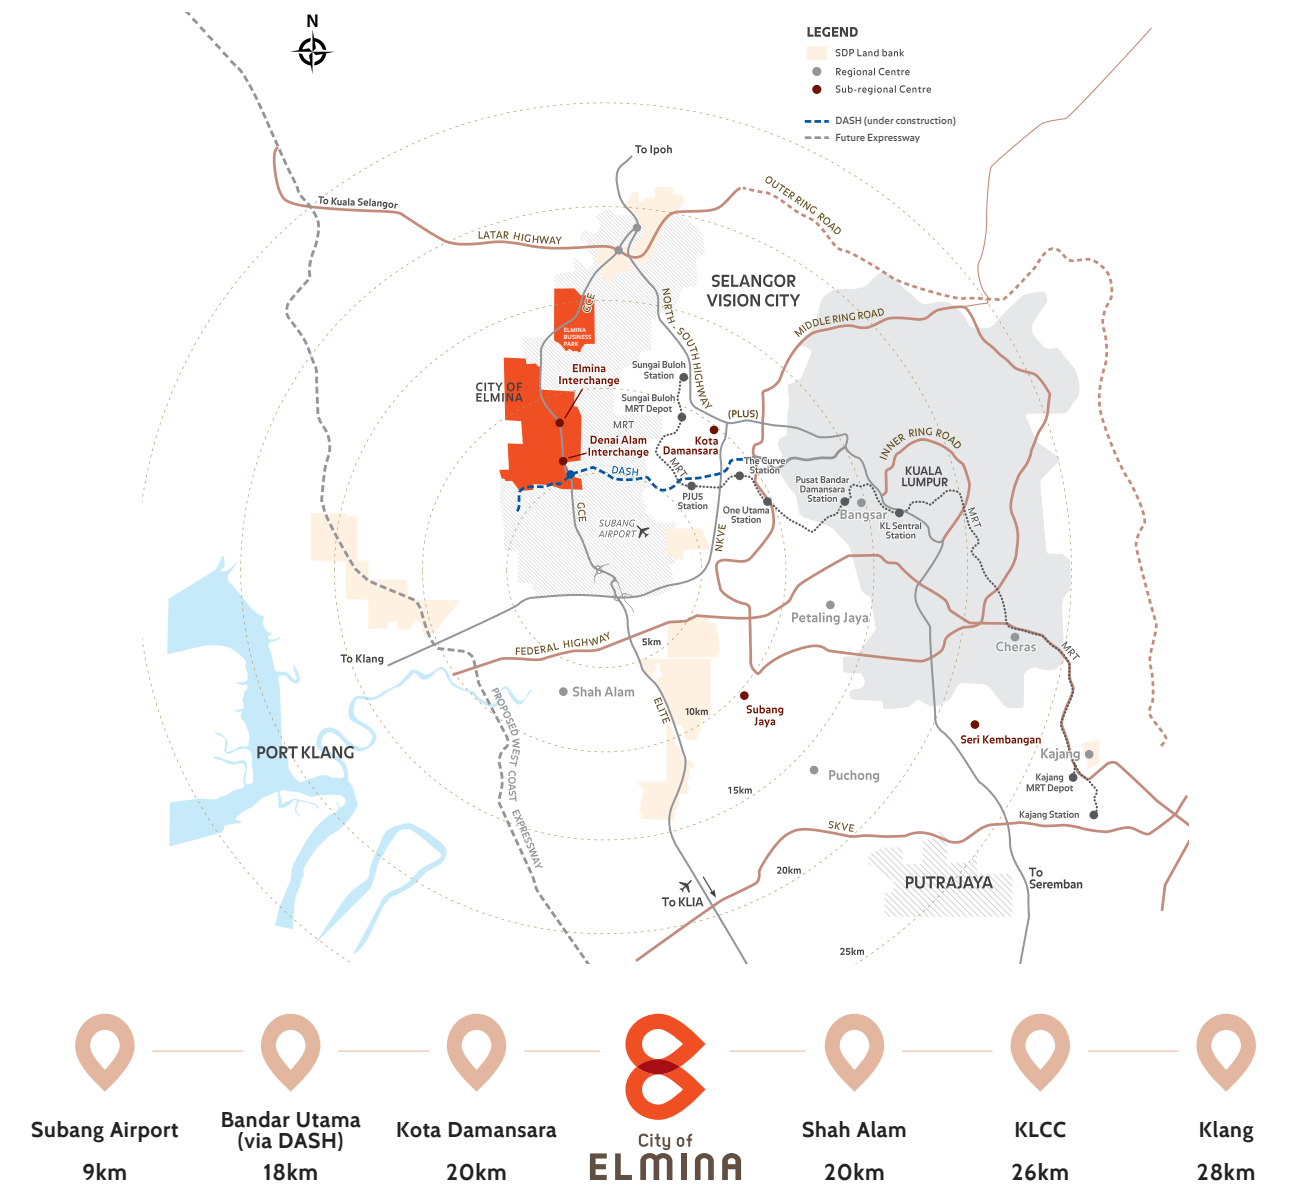 N
LEGEND
SDP Land bank
Regional Centre
Sub-regional Centre
DASH (under construction)
Future Expressway
To Ipoh
To Kuala Selangor
LATAR HIGHWAY
OUTER RING ROAD
SELANGOR
VISION CITY
GCE
NORTH - SOUTH HIGHWAY
MIDDLE RING ROAD
ELMINA
BUSINESS
PARK
Elmina
Interchange
CITY OF
ELMINA
Sungai Buloh
Station
Sungai Buloh
MRT Depot
MRT
(PLUS)
Kota
Damansara
Denai Alam
Interchange
INNER RING ROAD
KUALA
LUMPUR
DASH
MRT
The Curve
Station
PJU5
Station
One Utama
Station
Pusat Bandar
Damansara
Station
Bangsar
KL Sentral
Station
MRT
GCE
SUBANG
AIRPORT
NKVE
Petaling Jaya
Cheras
MRT
To Klang
FEDERAL HIGHWAY
5km
Shah Alam
ELITE
10km
Subang
Jaya
Seri Kembangan
PROPOSED WEST COAST EXPRESSWAY
PORT KLANG
Kajang
Kajang
MRT Depot
Puchong
15km
Kajang Station
SKVE
20km
PUTRAJAYA
To
Seremban
To KLIA
25km
Subang Airport
9km
Bandar Utama
(via DASH)
18km
Kota Damansara
20km
City of
ELMINA
Shah Alam
20km
KLCC
26km
Klang
28km